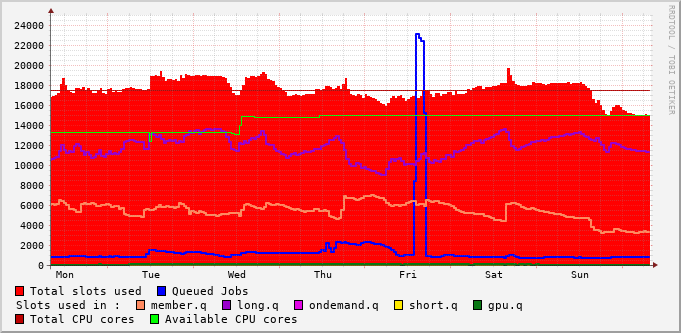 24000
22000
20000
18000
16000
14000
12000
10000
8000
6000
4000
2000
0
Mon Tue Wed Thu Fri Sat Sun
RRDTOOL / TOBI OETIKER
Total slots used Queued Jobs
Slots used in : member.q long.q ondemand.q short.q gpu.q
Total CPU cores Available CPU cores